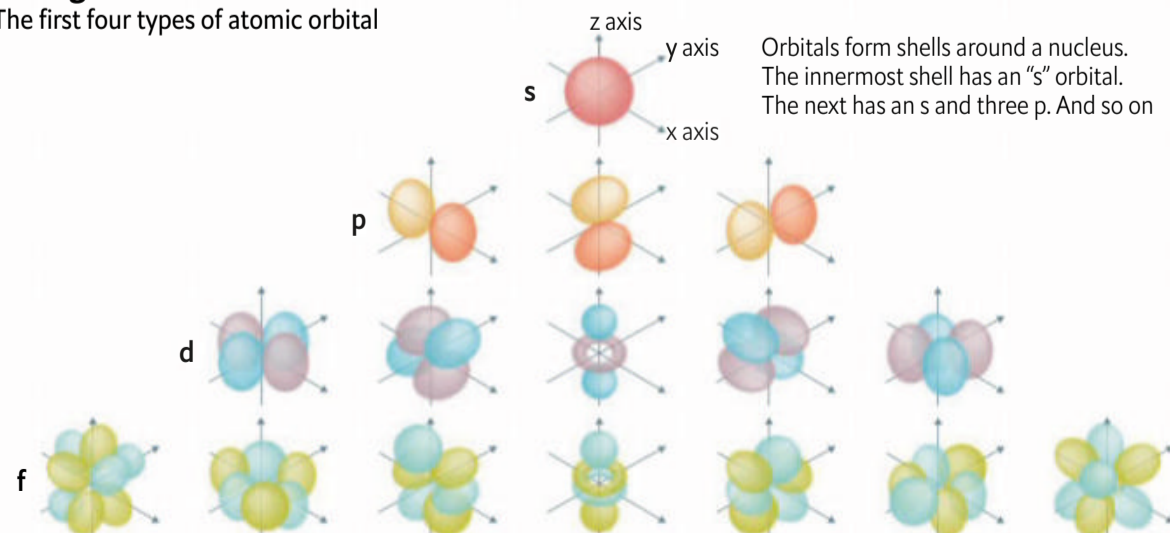 The first four types of atomic orbital
z axis
y axis
Orbitals form shells around a nucleus.
The innermost shell has an “s” orbital.
The next has an s and three p. And so on
s
x axis
p
d
f